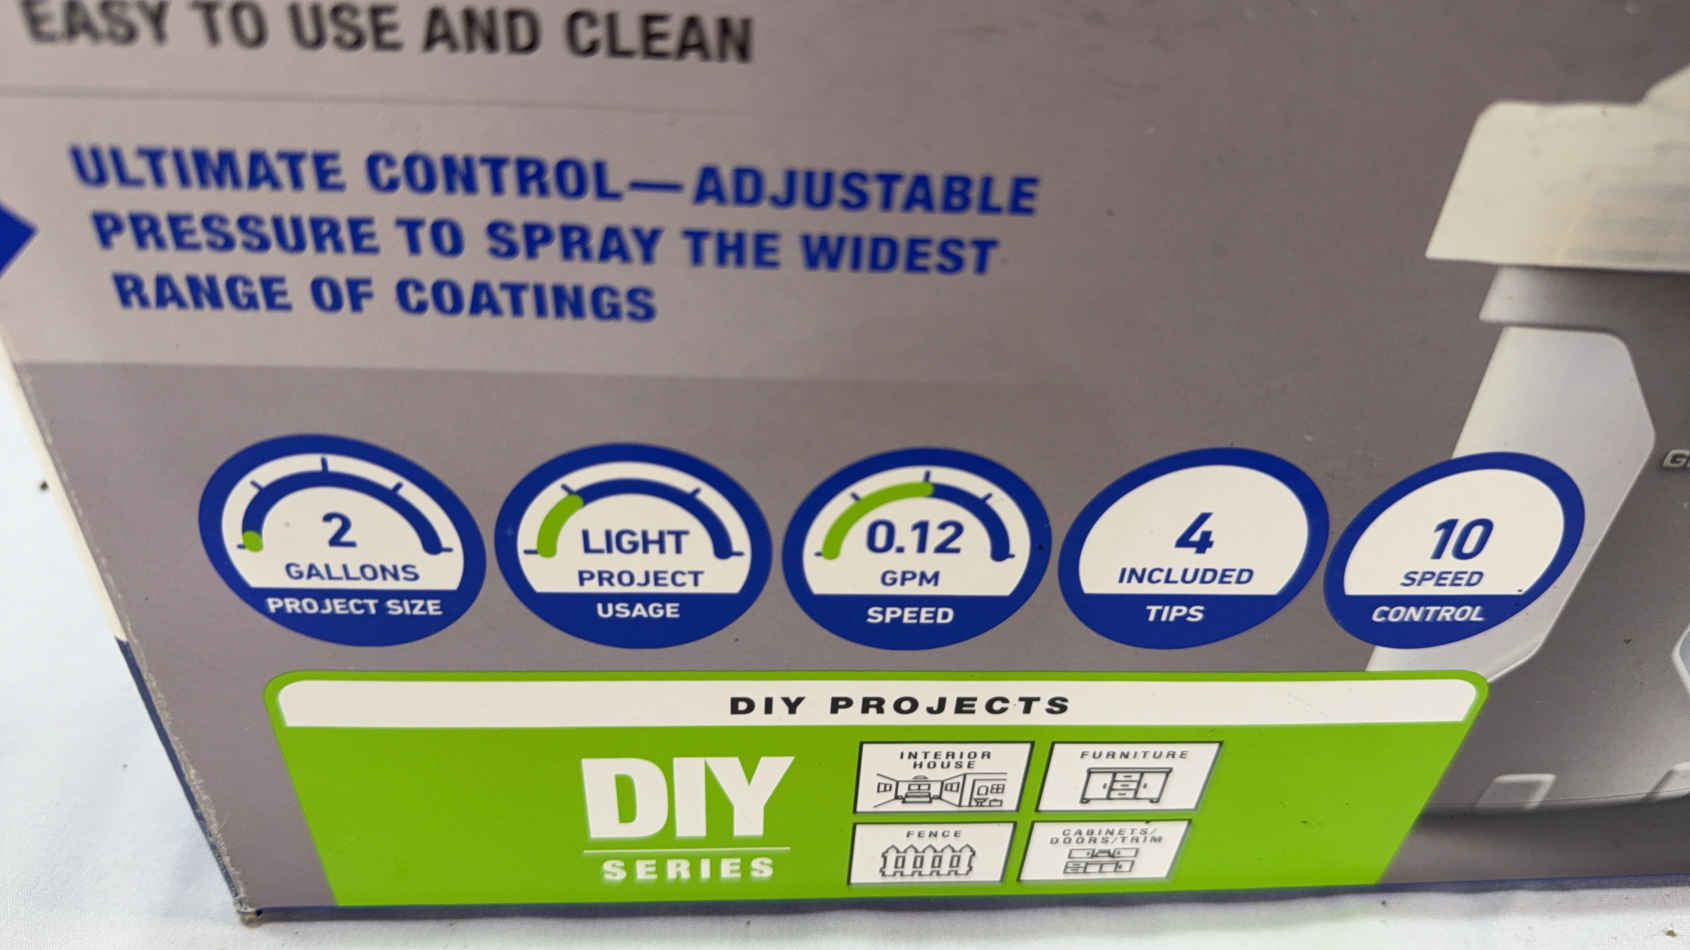 EASY TO USE AND CLEAN
ULTIMATE CONTROL—ADJUSTABLE
PRESSURE TO SPRAY THE WIDEST
RANGE OF COATINGS
2
GALLONS
PROJECT SIZE
LIGHT
PROJECT
USAGE
0.12
GPM
SPEED
4
INCLUDED
TIPS
10
SPEED
CONTROL
DIY PROJECTS
DIY
SERIES
INTERIOR
HOUSE
FURNITURE
FENCE
CABINETS/
DOORS/TRIM